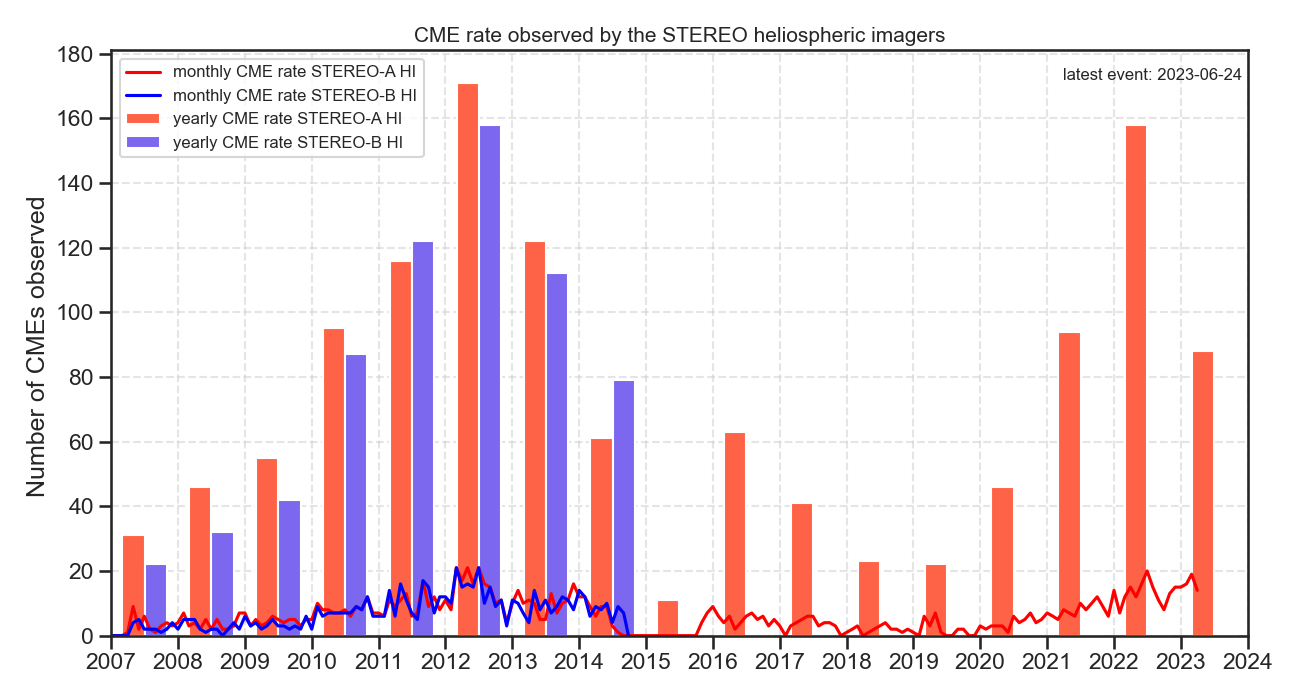 CME rate observed by the STEREO heliospheric imagers
monthly CME rate STEREO-A HI
monthly CME rate STEREO-B HI
yearly CME rate STEREO-A HI
yearly CME rate STEREO-B HI
latest event: 2023-06-24
Number of CMEs observed
180
160
140
120
100
80
60
40
20
0
2007 2008 2009 2010 2011 2012 2013 2014 2015 2016 2017 2018 2019 2020 2021 2022 2023 2024